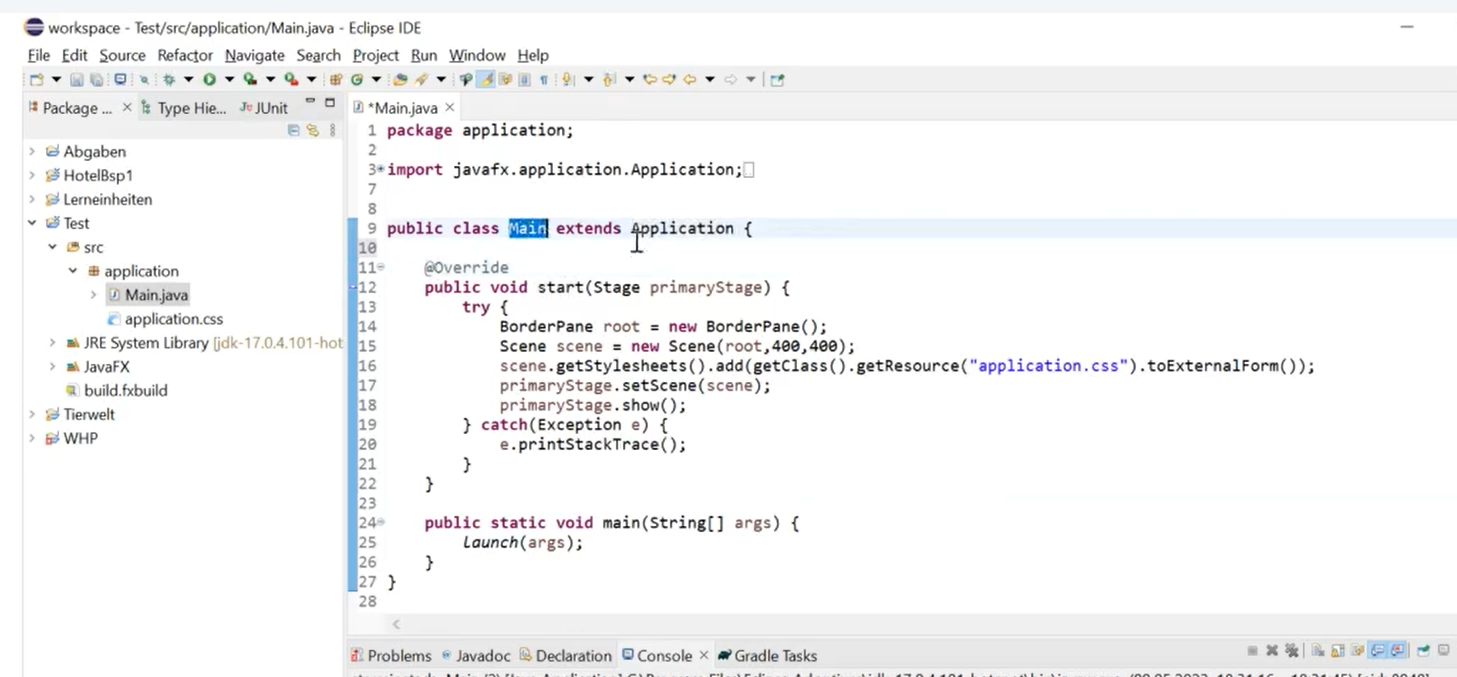 workspace - Test/src/application/Main.java - Eclipse IDE
File Edit Source Refactor Navigate Search Project Run Window Help
Package ... Type Hie... JUnit
*Main.java
Abgaben
HotelBsp1
Lerneinheiten
Test
src
application
Main.java
application.css
JRE System Library [jdk-17.0.4.101-hot
JavaFX
build.fxbuild
Tierwelt
WHP
1 package application;
2
3 import javafx.application.Application;
7
8
9 public class Main extends Application {
10
11 @Override
12 public void start(Stage primaryStage) {
13 try {
14 BorderPane root = new BorderPane();
15 Scene scene = new Scene(root,400,400);
16 scene.getStylesheets().add(getClass().getResource("application.css").toExternalForm());
17 primaryStage.setScene(scene);
18 primaryStage.show();
19 } catch(Exception e) {
20 e.printStackTrace();
21 }
22 }
23
24 public static void main(String[] args) {
25 launch(args);
26 }
27 }
28
Problems Javadoc Declaration Console Gradle Tasks